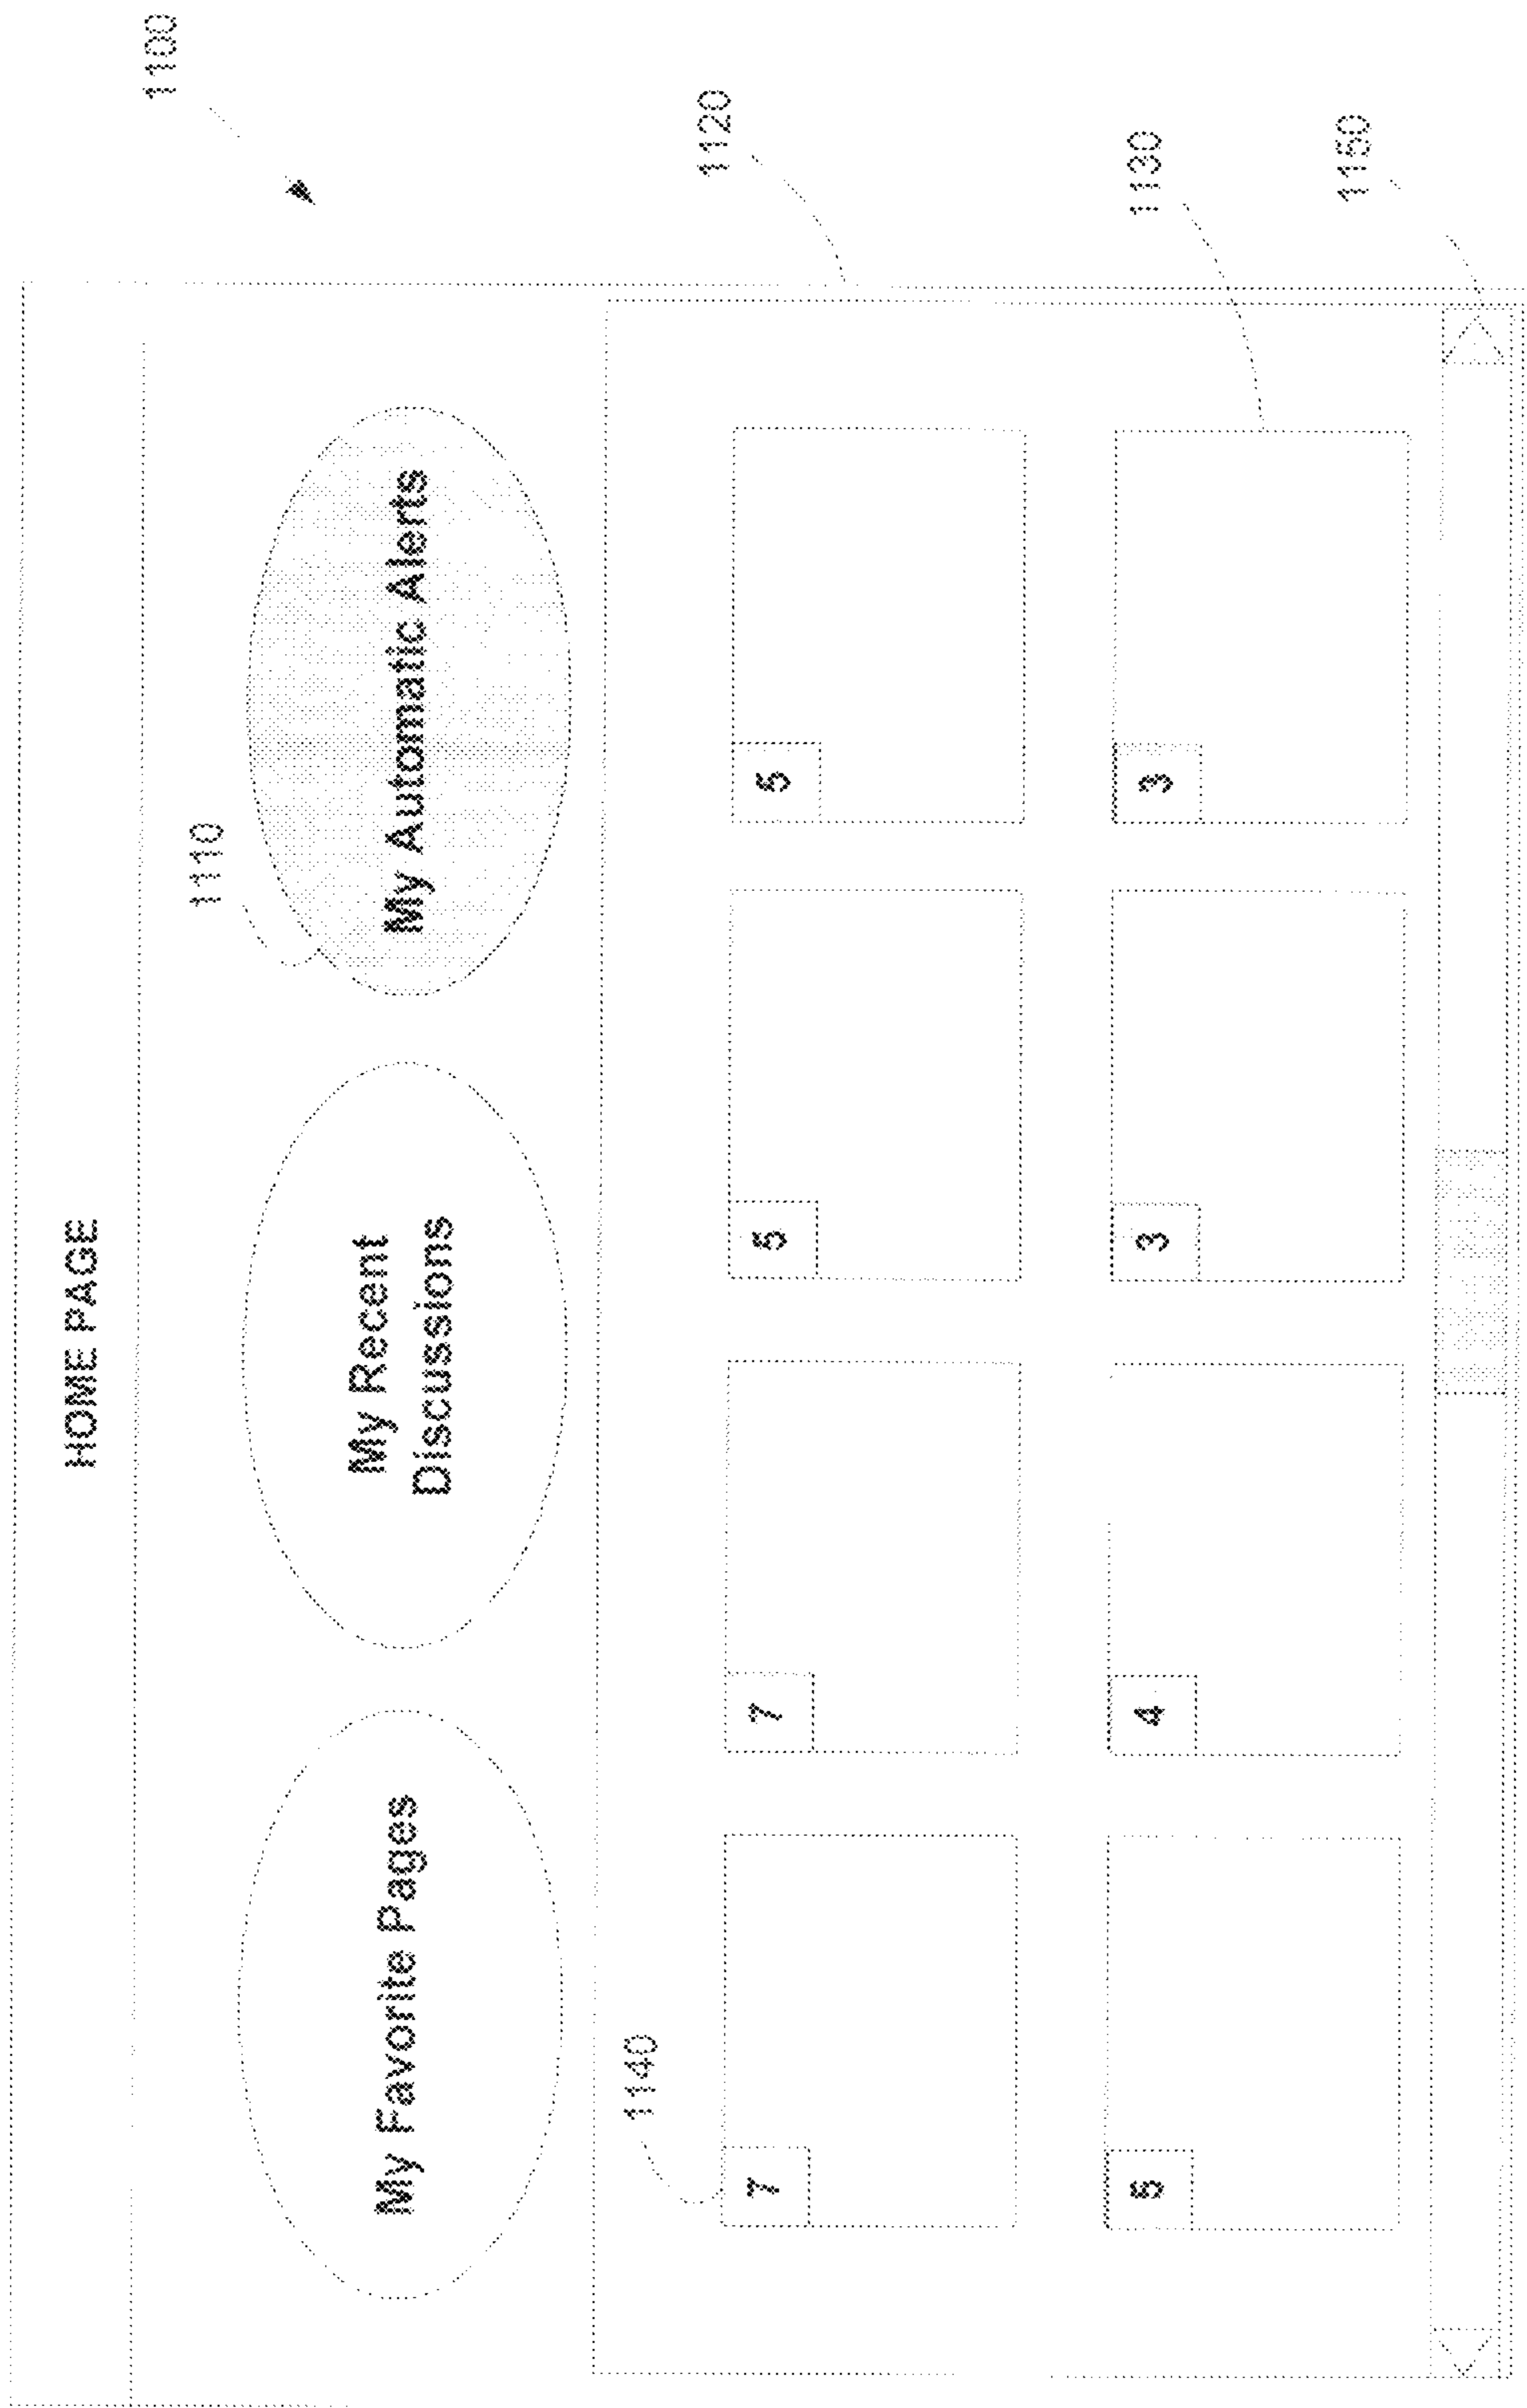 1100
HOME PAGE
1110
My Favorite Pages
My Recent
Discussions
My Automatic Alerts
1140
1120
7
7
5
5
1130
5
4
3
3
1150